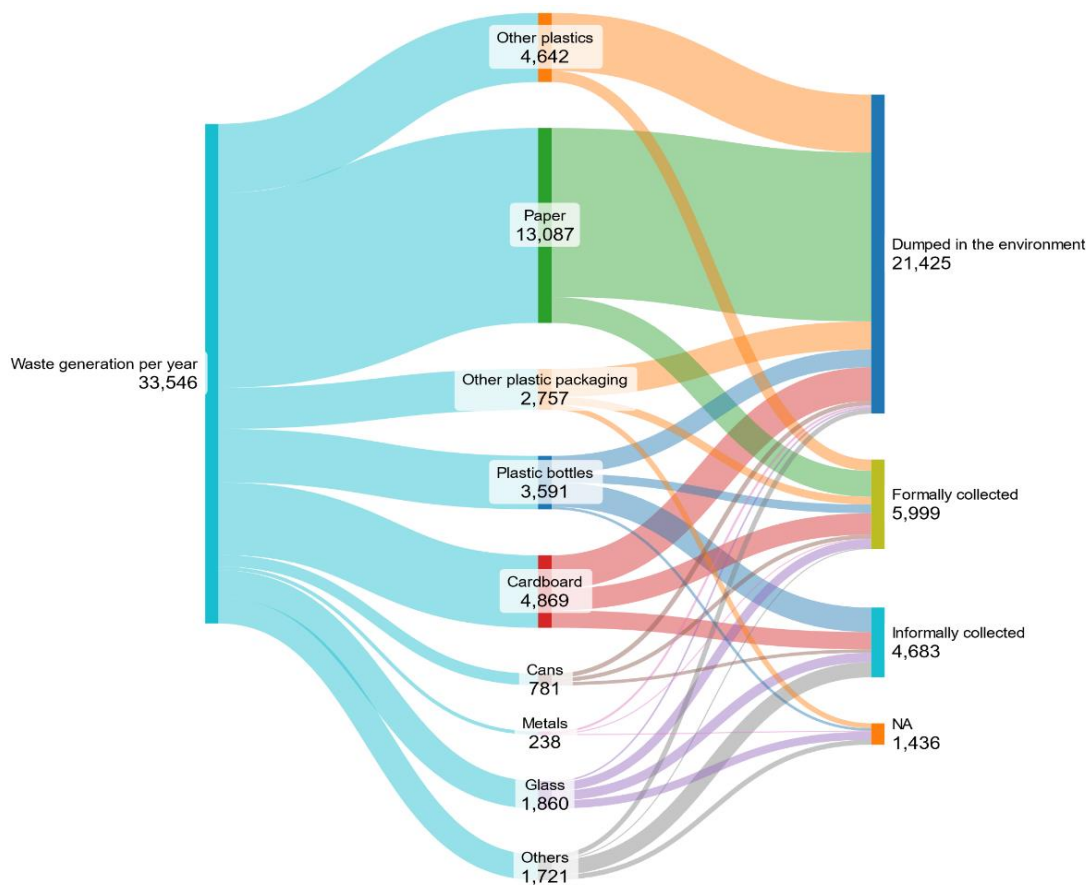 Waste generation per year
33,546
Other plastics
4,642
Paper
13,087
Other plastic packaging
2,757
Plastic bottles
3,591
Cardboard
4,869
Cans
781
Metals
238
Glass
1,860
Others
1,721
Dumped in the environment
21,425
Formally collected
5,999
Informally collected
4,683
NA
1,436